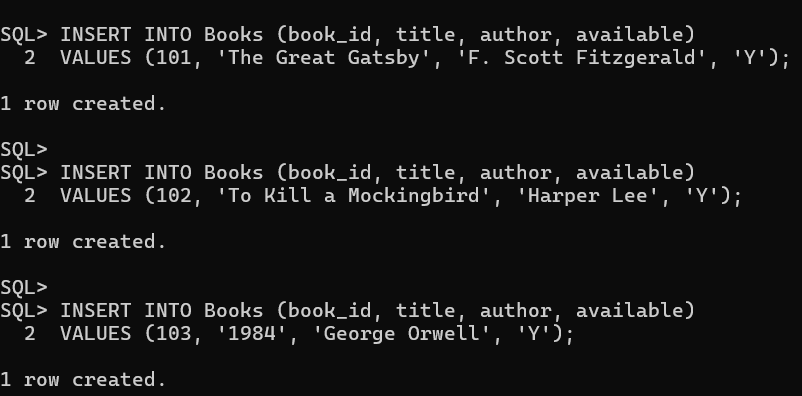 SQL> INSERT INTO Books (book_id, title, author, available)
  2  VALUES (101, 'The Great Gatsby', 'F. Scott Fitzgerald', 'Y');
1 row created.
SQL>
SQL> INSERT INTO Books (book_id, title, author, available)
  2  VALUES (102, 'To Kill a Mockingbird', 'Harper Lee', 'Y');
1 row created.
SQL>
SQL> INSERT INTO Books (book_id, title, author, available)
  2  VALUES (103, '1984', 'George Orwell', 'Y');
1 row created.